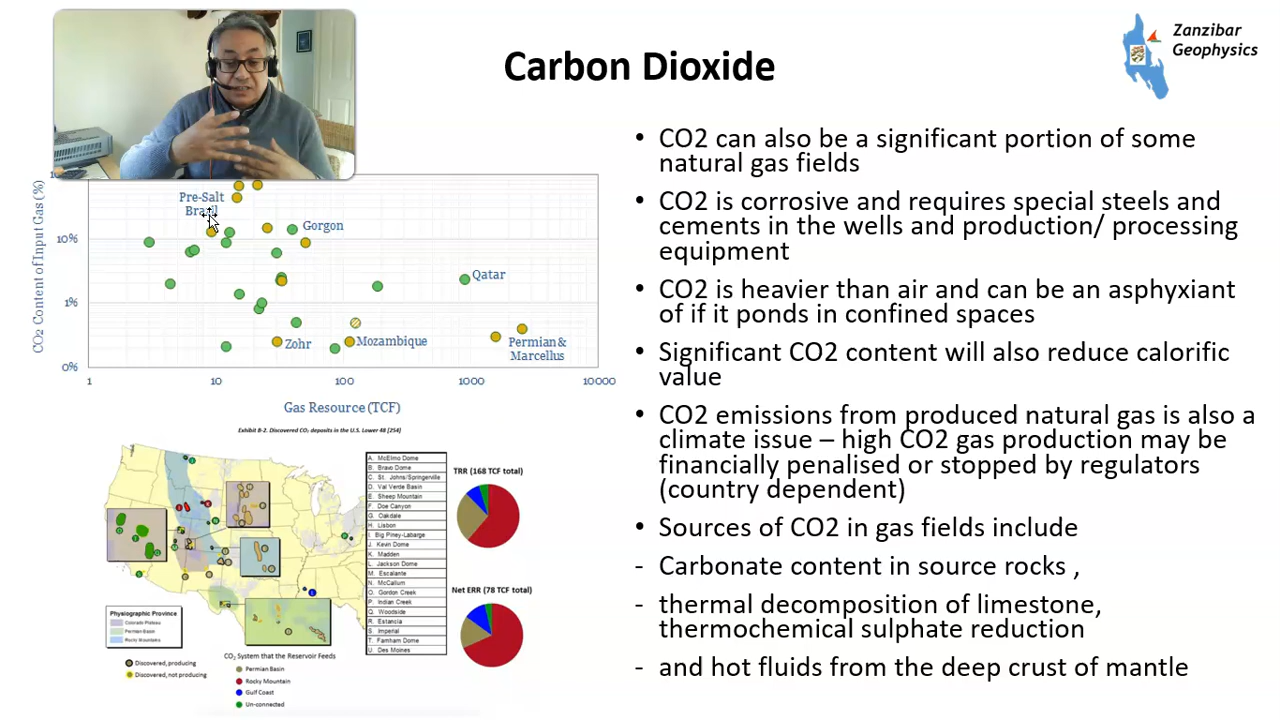 Carbon Dioxide
Zanzibar
Geophysics
CO2 Content of Input Gas (%)
10%
1%
0%
Pre-Salt
Brazil
Gorgon
Qatar
Zohr
Mozambique
Permian &
Marcellus
1
10
100
1000
10000
Gas Resource (TCF)
Exhibit B-2. Discovered CO2 deposits in the U.S. Lower 48 [254]
A. McElmo Dome
B. Bravo Dome
C. St. Johns/Springerville
D. Val Verde Basin
E. Sheep Mountain
F. Doe Canyon
G. Oakdale
H. Lisbon
I. Big Piney-Labarge
J. Kevin Dome
K. Madden
L. Jackson Dome
M. Escalante
N. McCallum
O. Gordon Creek
P. Indian Creek
Q. Woodside
R. Estancia
S. Imperial
T. Farnham Dome
U. Des Moines
TRR (168 TCF total)
Net ERR (78 TCF total)
Physiographic Province
Colorado Plateau
Permian Basin
Rocky Mountains
Discovered, producing
Discovered, not producing
CO2 System that the Reservoir Feeds
Permian Basin
Rocky Mountain
Gulf Coast
Un-connected
• CO2 can also be a significant portion of some
natural gas fields
• CO2 is corrosive and requires special steels and
cements in the wells and production/ processing
equipment
• CO2 is heavier than air and can be an asphyxiant
of if it ponds in confined spaces
• Significant CO2 content will also reduce calorific
value
• CO2 emissions from produced natural gas is also a
climate issue – high CO2 gas production may be
financially penalised or stopped by regulators
(country dependent)
• Sources of CO2 in gas fields include
- Carbonate content in source rocks ,
- thermal decomposition of limestone,
thermochemical sulphate reduction
- and hot fluids from the deep crust of mantle